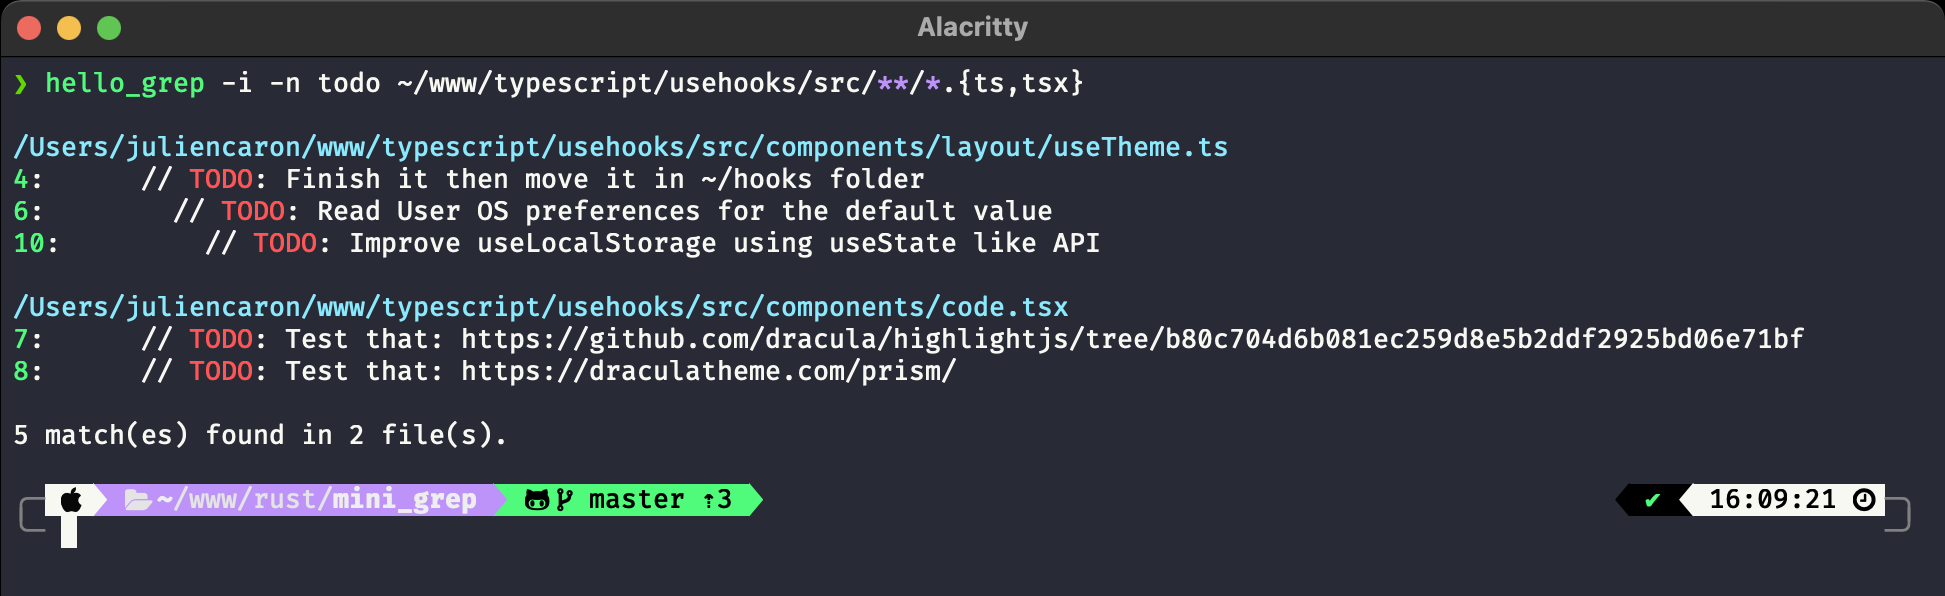 Alacritty
❯ hello_grep -i -n todo ~/www/typescript/usehooks/src/**/*.{ts,tsx}
/Users/juliencaron/www/typescript/usehooks/src/components/layout/useTheme.ts
4:      // TODO: Finish it then move it in ~/hooks folder
6:        // TODO: Read User OS preferences for the default value
10:         // TODO: Improve useLocalStorage using useState like API
/Users/juliencaron/www/typescript/usehooks/src/components/code.tsx
7:      // TODO: Test that: https://github.com/dracula/highlightjs/tree/b80c704d6b081ec259d8e5b2ddf2925bd06e71bf
8:      // TODO: Test that: https://draculatheme.com/prism/
5 match(es) found in 2 file(s).
~/www/rust/mini_grep master ⇡3 ✔ 16:09:21